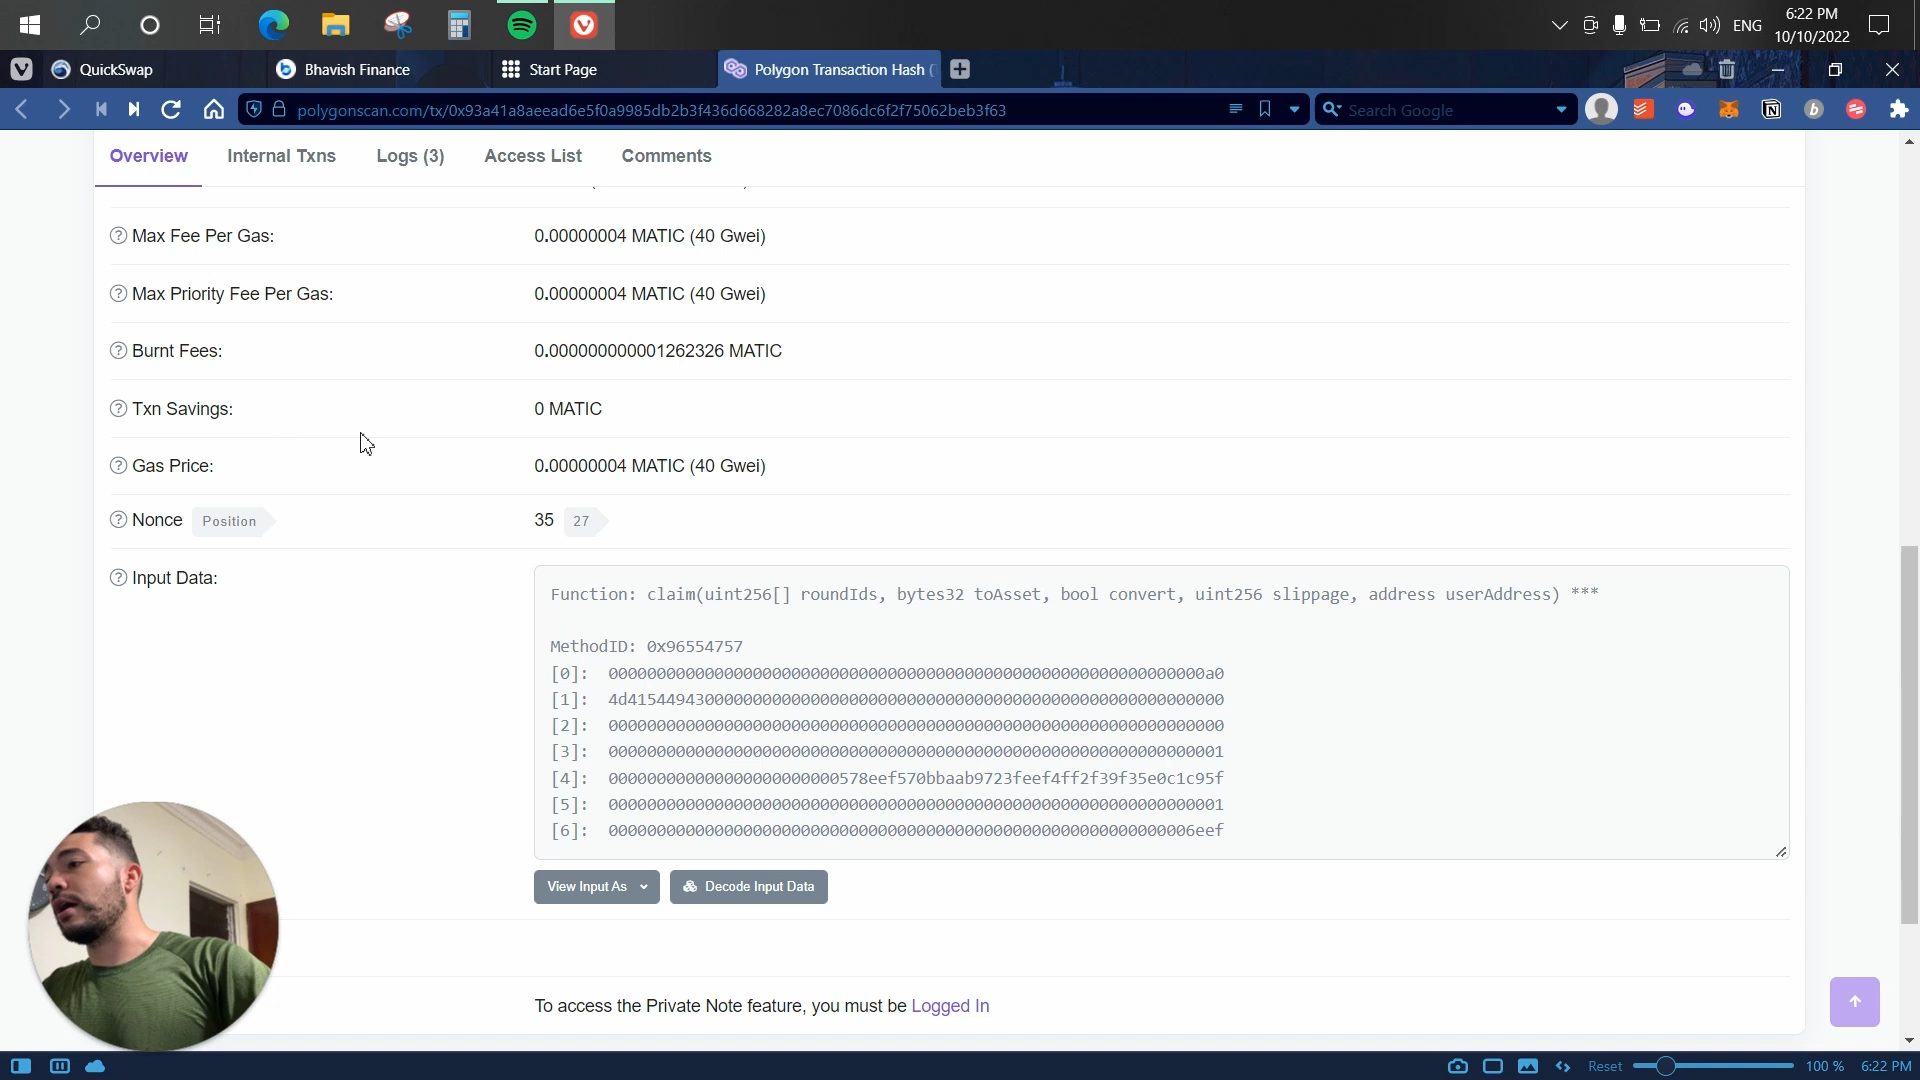 ENG
6:22 PM
10/10/2022
QuickSwap
Bhavish Finance
Start Page
Polygon Transaction Hash (
polygonscan.com/tx/0x93a41a8aeead6e5f0a9985db2b3f436d668282a8ec7086dc6f2f75062beb3f63
Search Google
Overview
Internal Txns
Logs (3)
Access List
Comments
Max Fee Per Gas:
0.00000004 MATIC (40 Gwei)
Max Priority Fee Per Gas:
0.00000004 MATIC (40 Gwei)
Burnt Fees:
0.000000000001262326 MATIC
Txn Savings:
0 MATIC
Gas Price:
0.00000004 MATIC (40 Gwei)
Nonce Position
35 27
Input Data:
Function: claim(uint256[] roundIds, bytes32 toAsset, bool convert, uint256 slippage, address userAddress) ***
MethodID: 0x96554757
[0]: 00000000000000000000000000000000000000000000000000000000000000a0
[1]: 4d41544943000000000000000000000000000000000000000000000000000000
[2]: 0000000000000000000000000000000000000000000000000000000000000000
[3]: 0000000000000000000000000000000000000000000000000000000000000001
[4]: 000000000000000000000000578eef570bbaab9723feef4ff2f39f35e0c1c95f
[5]: 0000000000000000000000000000000000000000000000000000000000000001
[6]: 0000000000000000000000000000000000000000000000000000000000006eef
View Input As
Decode Input Data
To access the Private Note feature, you must be Logged In
Reset
100 %
6:22 PM